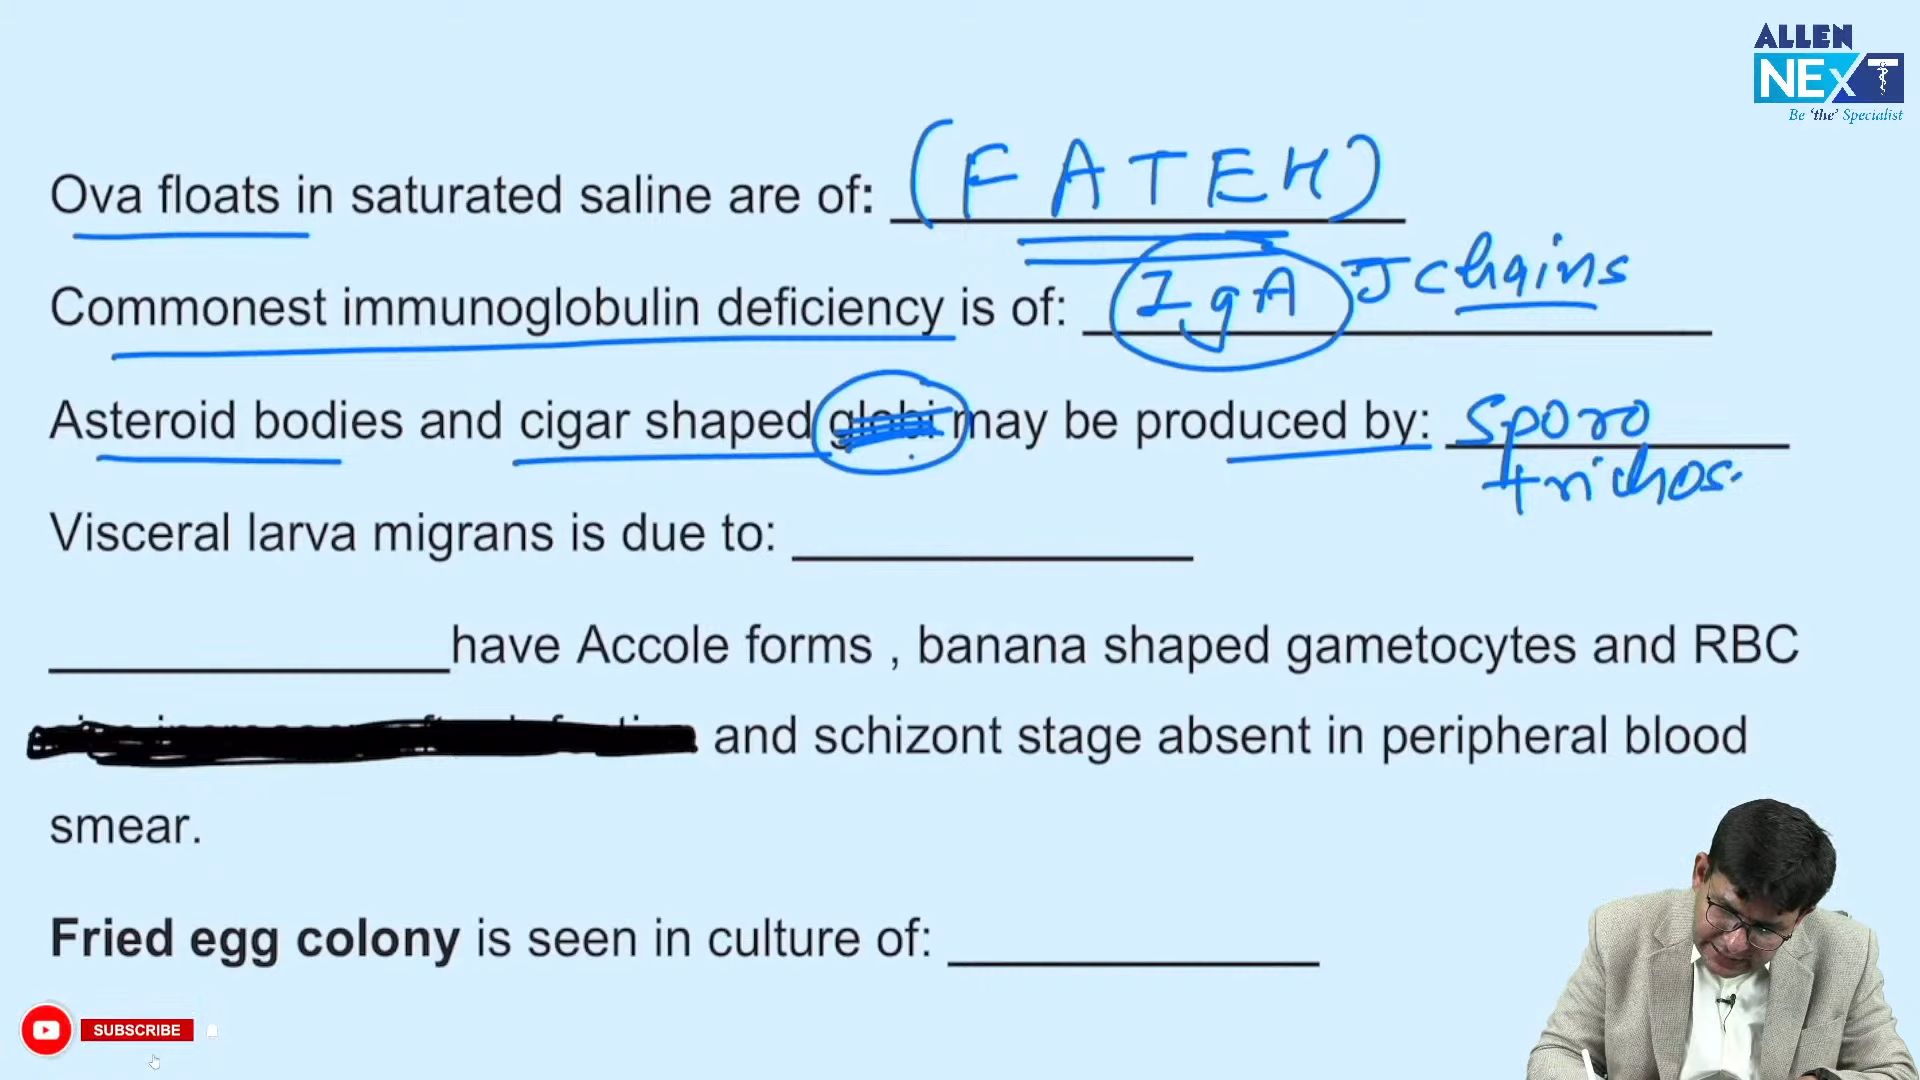 ALLEN
NExT
Be 'the' Specialist
Ova floats in saturated saline are of: (FATEH)
Commonest immunoglobulin deficiency is of: IgA J chains
Asteroid bodies and cigar shaped globi may be produced by: Sporo
trichos.
Visceral larva migrans is due to:
have Accole forms , banana shaped gametocytes and RBC
and schizont stage absent in peripheral blood
smear.
Fried egg colony is seen in culture of:
SUBSCRIBE